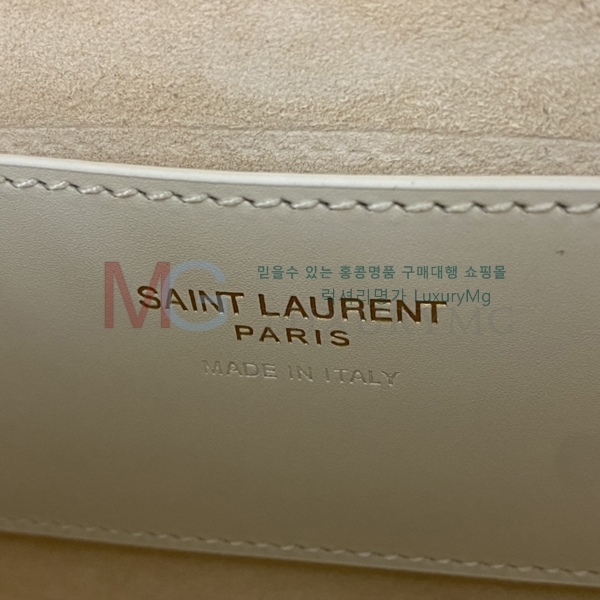 MC
믿을수 있는 홍콩명품 구매대행 쇼핑몰
럭셔리명가 LuxuryMg
SAINT LAURENT
PARIS
MADE IN ITALY